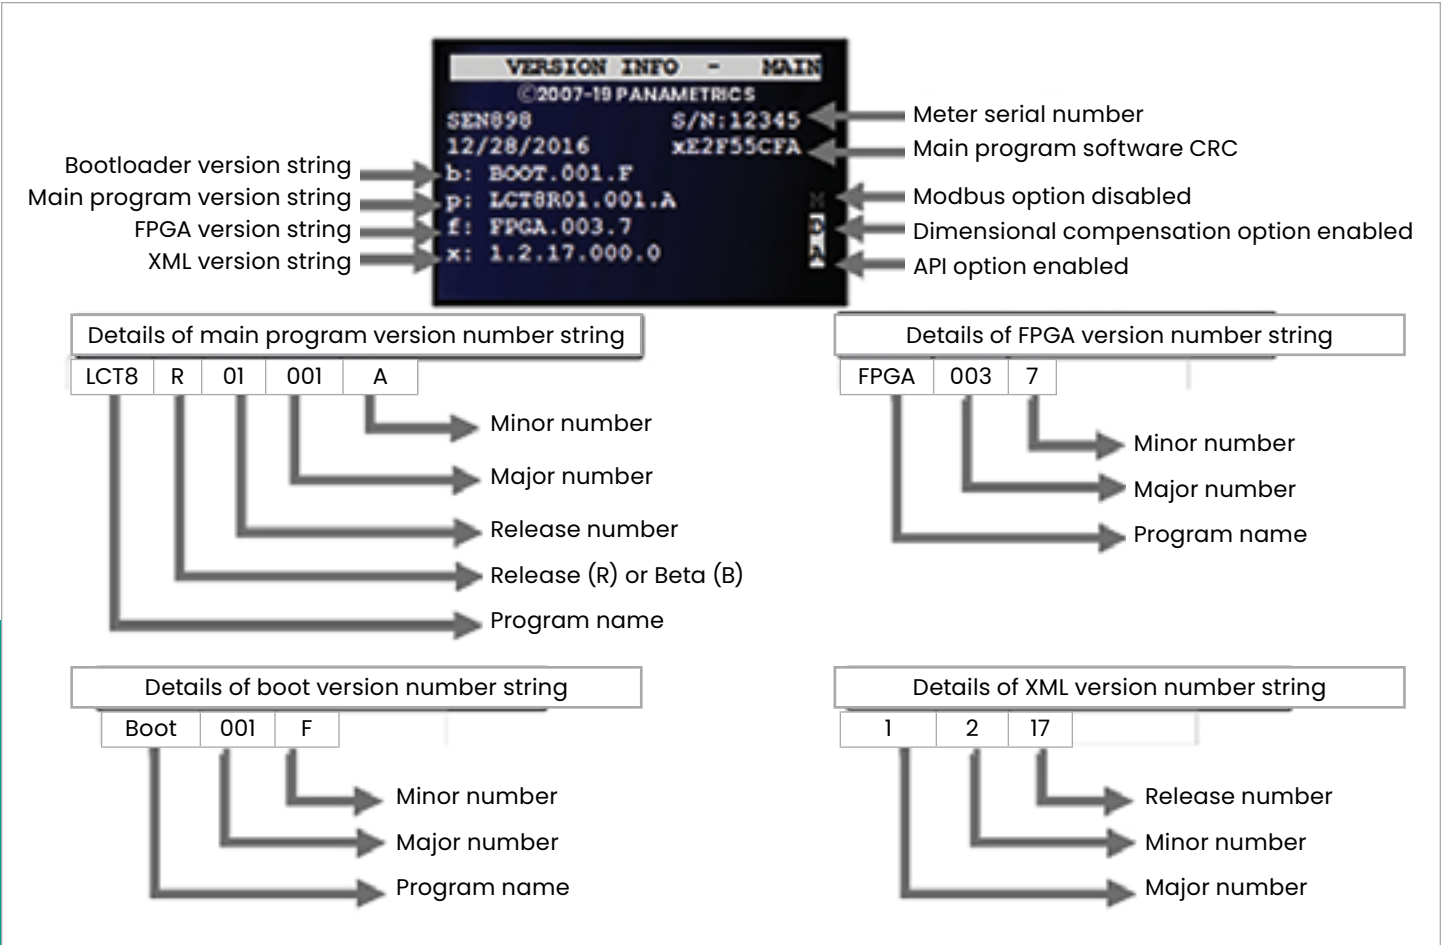 VERSION INFO - MAIN
©2007-19 PANAMETRICS
SEN898 S/N:12345
12/28/2016 xE2F55CFA
b: BOOT.001.F
p: LCT8R01.001.A M
f: FPGA.003.7 D
x: 1.2.17.000.0 A
Bootloader version string
Main program version string
FPGA version string
XML version string
Meter serial number
Main program software CRC
Modbus option disabled
Dimensional compensation option enabled
API option enabled
Details of main program version number string
LCT8 R 01 001 A
Minor number
Major number
Release number
Release (R) or Beta (B)
Program name
Details of FPGA version number string
FPGA 003 7
Minor number
Major number
Program name
Details of boot version number string
Boot 001 F
Minor number
Major number
Program name
Details of XML version number string
1 2 17
Release number
Minor number
Major number